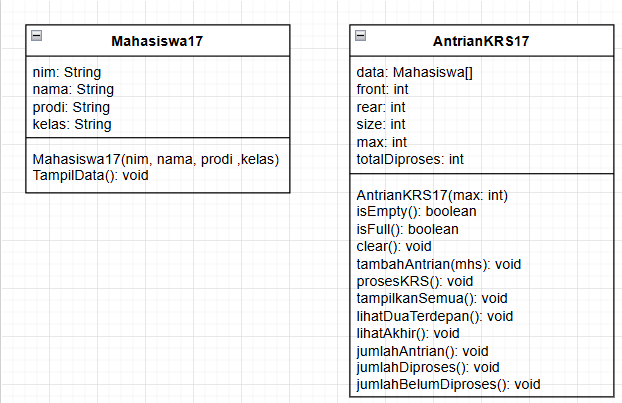 Mahasiswa17
nim: String
nama: String
prodi: String
kelas: String
Mahasiswa17(nim, nama, prodi ,kelas)
TampilData(): void
AntrianKRS17
data: Mahasiswa[]
front: int
rear: int
size: int
max: int
totalDiproses: int
AntrianKRS17(max: int)
isEmpty(): boolean
isFull(): boolean
clear(): void
tambahAntrian(mhs): void
prosesKRS(): void
tampilkanSemua(): void
lihatDuaTerdepan(): void
lihatAkhir(): void
jumlahAntrian(): void
jumlahDiproses(): void
jumlahBelumDiproses(): void